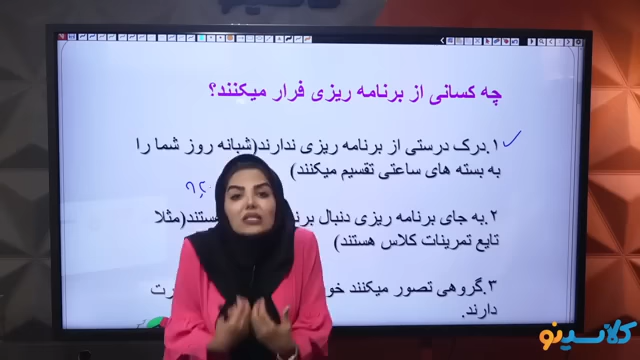 چه کسانی از برنامه ریزی فرار میکنند؟
۱.درک درستی از برنامه ریزی ندارند(شبانه روز شما را
به بسته های ساعتی تقسیم میکنند)
۲.به جای برنامه ریزی دنبال ‌
تایع تمرینات کلاس هستند)
۳.گروهی تصور میکنند
دارند.
کلاسینو